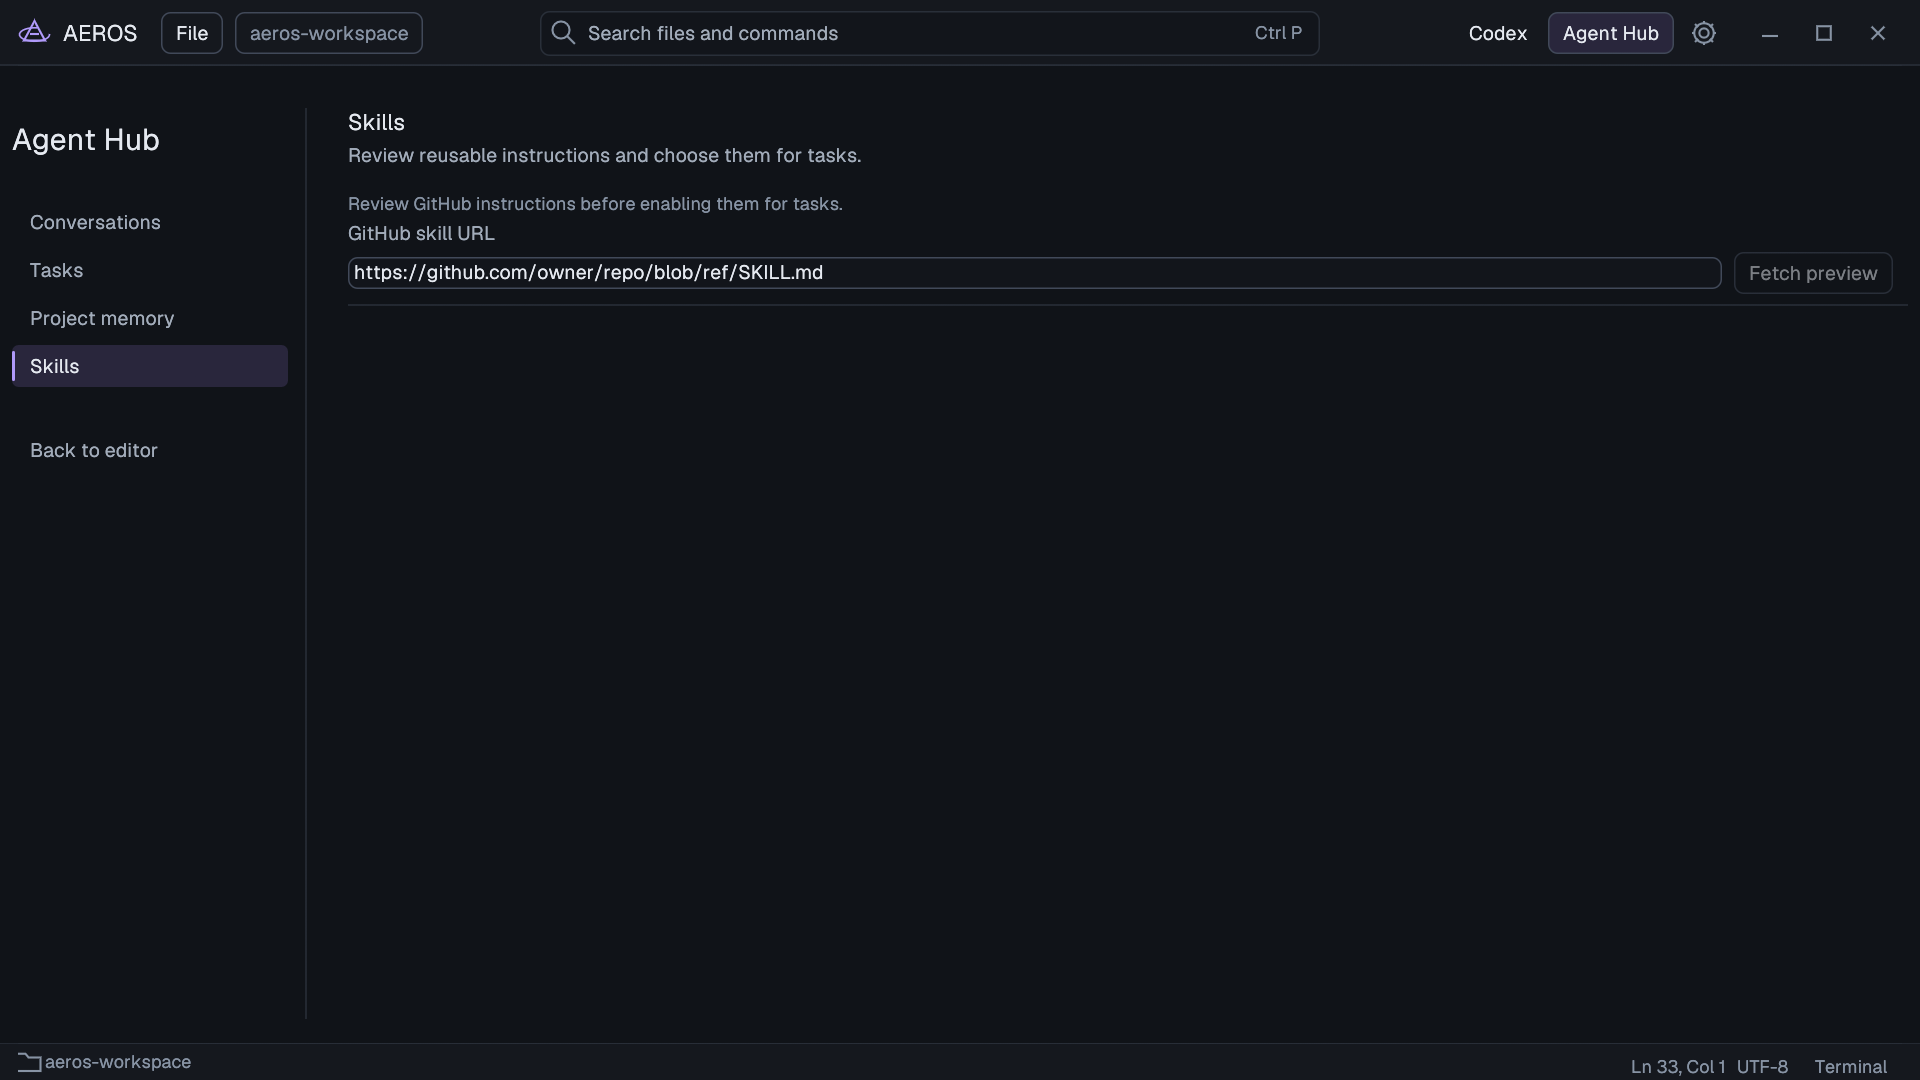 AEROS File aeros-workspace Search files and commands Ctrl P Codex Agent Hub
Agent Hub
Conversations
Tasks
Project memory
Skills
Back to editor
Skills
Review reusable instructions and choose them for tasks.
Review GitHub instructions before enabling them for tasks.
GitHub skill URL
https://github.com/owner/repo/blob/ref/SKILL.md Fetch preview
aeros-workspace Ln 33, Col 1 UTF-8 Terminal